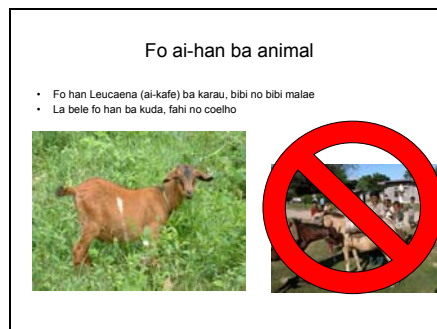 Fo ai-han ba animal
• Fo han Leucaena (ai-kafe) ba karau, bibi no bibi malae
• La bele fo han ba kuda, fahi no coelho